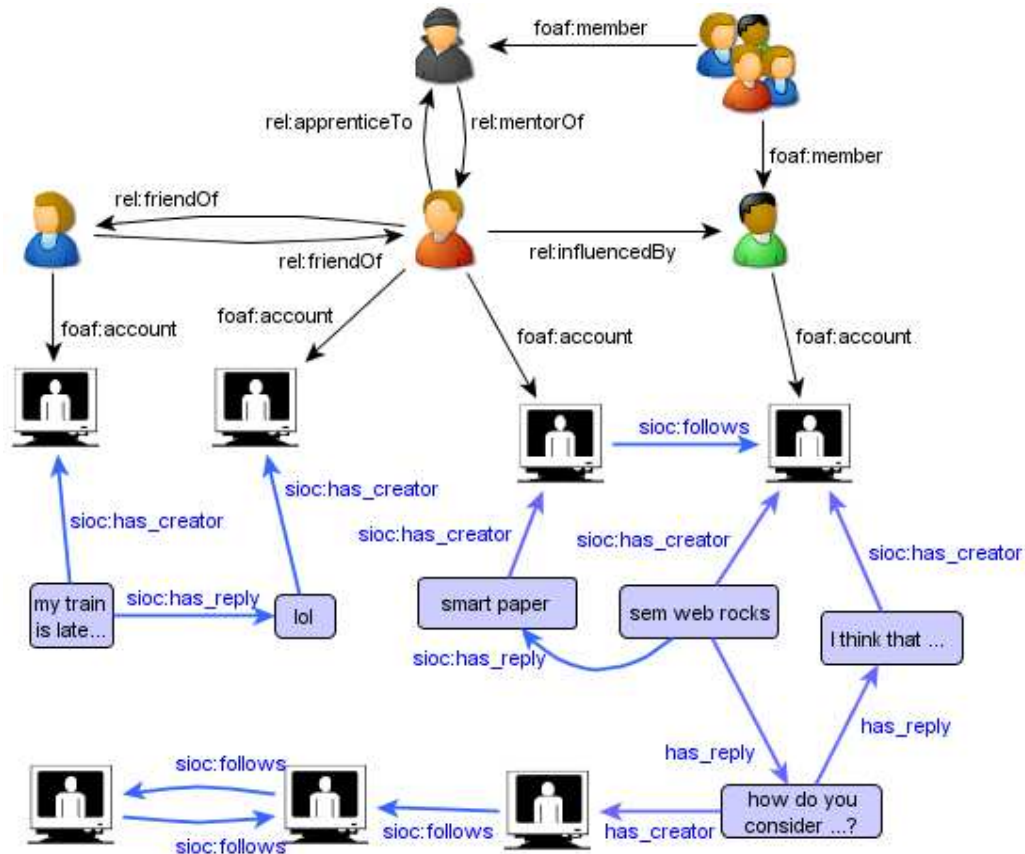 foaf:member
rel:apprenticeTo
rel:mentorOf
foaf:member
rel:friendOf
rel:friendOf
rel:influencedBy
foaf:account
foaf:account
foaf:account
foaf:account
sioc:follows
sioc:has_creator
sioc:has_creator
sioc:has_creator
sioc:has_creator
sioc:has_creator
my train
is late...
sioc:has_reply
lol
smart paper
sem web rocks
I think that ...
sioc:has_reply
has_reply
has_reply
sioc:follows
sioc:follows
sioc:follows
has_creator
how do you
consider ...?